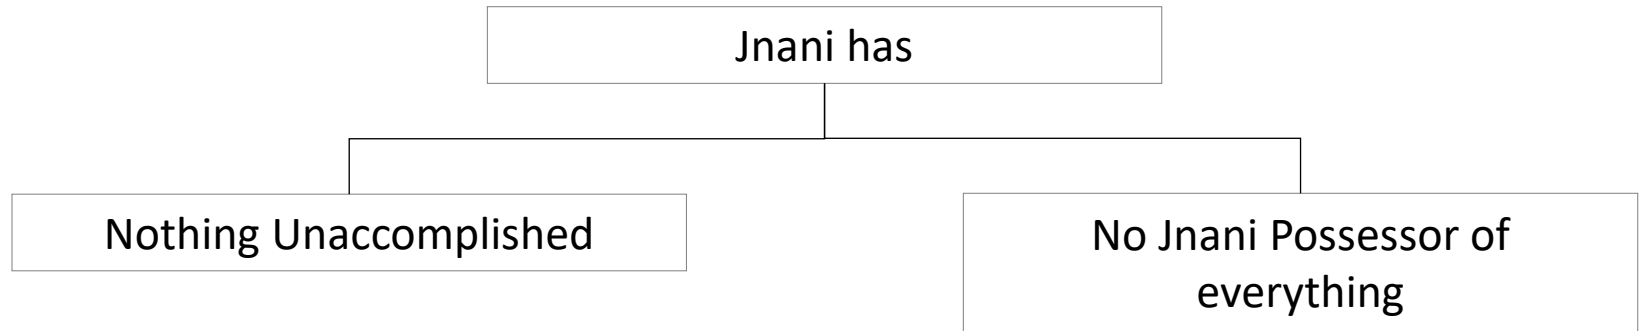 Jnani has
Nothing Unaccomplished
No Jnani Possessor of
everything